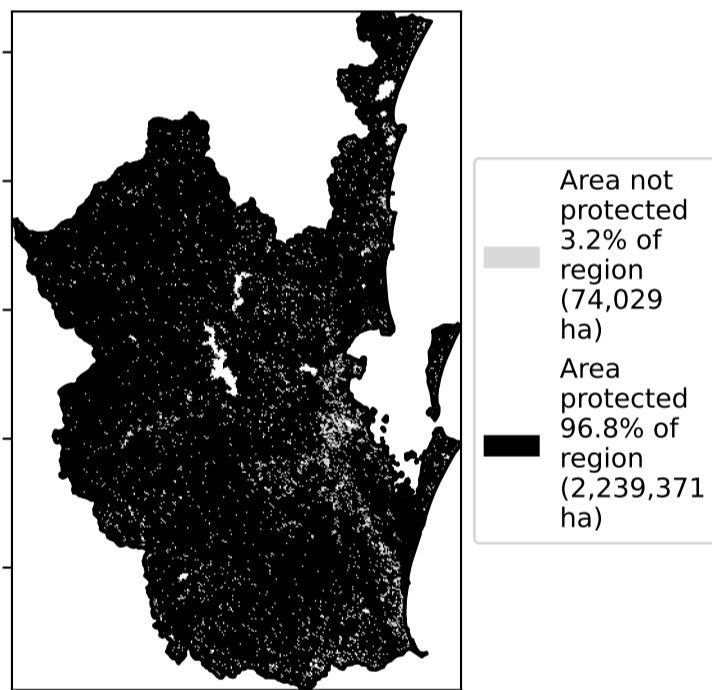 Area not
protected
3.2% of
region
(74,029
ha)
Area
protected
96.8% of
region
(2,239,371
ha)